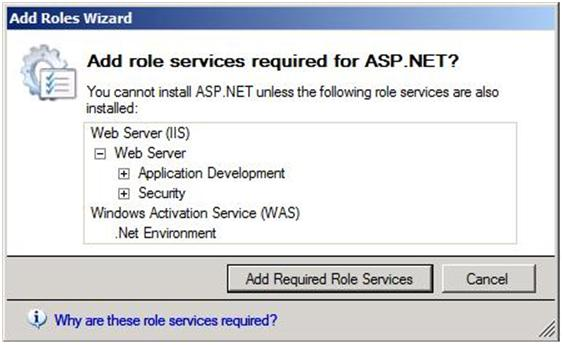 Add Roles Wizard
Add role services required for ASP.NET?
You cannot install ASP.NET unless the following role services are also
installed:
Web Server (IIS)
Web Server
Application Development
Security
Windows Activation Service (WAS)
.Net Environment
Add Required Role Services
Cancel
Why are these role services required?